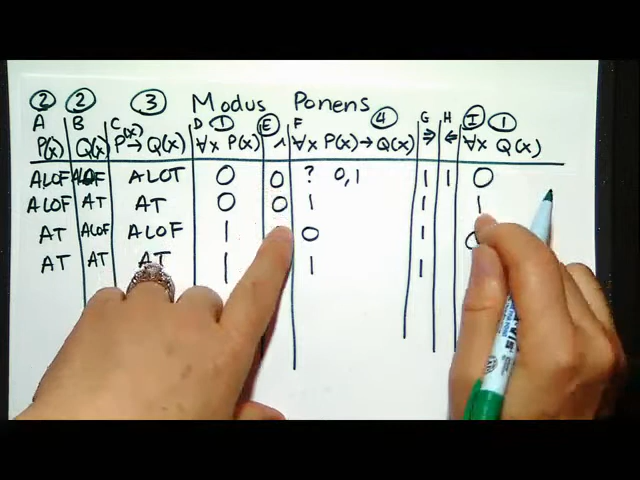 ② ② ③ Modus Ponens ④
A B C D ① E F G H I ①
P(x) Q(x) P(x) → Q(x) ∀x P(x) ∧ ∀x P(x) → Q(x) ⇒ ⇐ ∀x Q(x)
ALOF ALOF ALOT 0 0 ? 0,1 1 1 0
ALOF AT AT 0 0 1 1 1
AT ALOF ALOF 1 0 1
AT AT AT 1 1 1